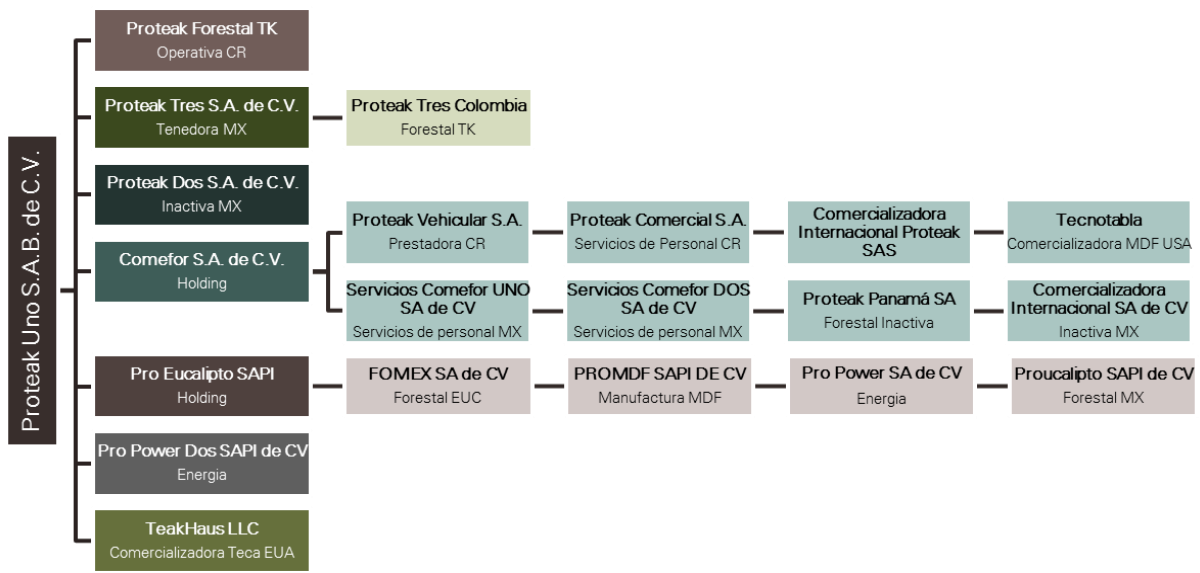 Proteak Uno S.A.B. de C.V.
Proteak Forestal TK
Operativa CR
Proteak Tres S.A. de C.V.
Tenedora MX
Proteak Tres Colombia
Forestal TK
Proteak Dos S.A. de C.V.
Inactiva MX
Comefor S.A. de C.V.
Holding
Proteak Vehicular S.A.
Prestadora CR
Proteak Comercial S.A.
Servicios de Personal CR
Comercializadora
Internacional Proteak
SAS
Tecnotabla
Comercializadora MDF USA
Servicios Comefor UNO
SA de CV
Servicios de personal MX
Servicios Comefor DOS
SA de CV
Servicios de personal MX
Proteak Panamá SA
Forestal Inactiva
Comercializadora
Internacional SA de CV
Inactiva MX
Pro Eucalipto SAPI
Holding
FOMEX SA de CV
Forestal EUC
PROMDF SAPI DE CV
Manufactura MDF
Pro Power SA de CV
Energia
Proucalipto SAPI de CV
Forestal MX
Pro Power Dos SAPI de CV
Energia
TeakHaus LLC
Comercializadora Teca EUA